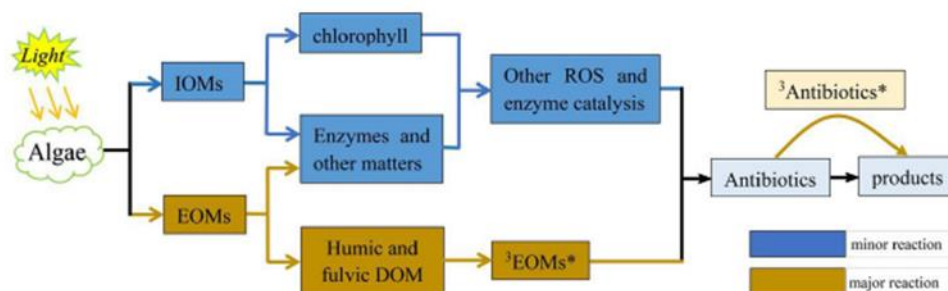 Light
Algae
IOMs
EOMs
chlorophyll
Enzymes and
other matters
Humic and
fulvic DOM
Other ROS and
enzyme catalysis
³EOMs*
³Antibiotics*
Antibiotics
products
minor reaction
major reaction